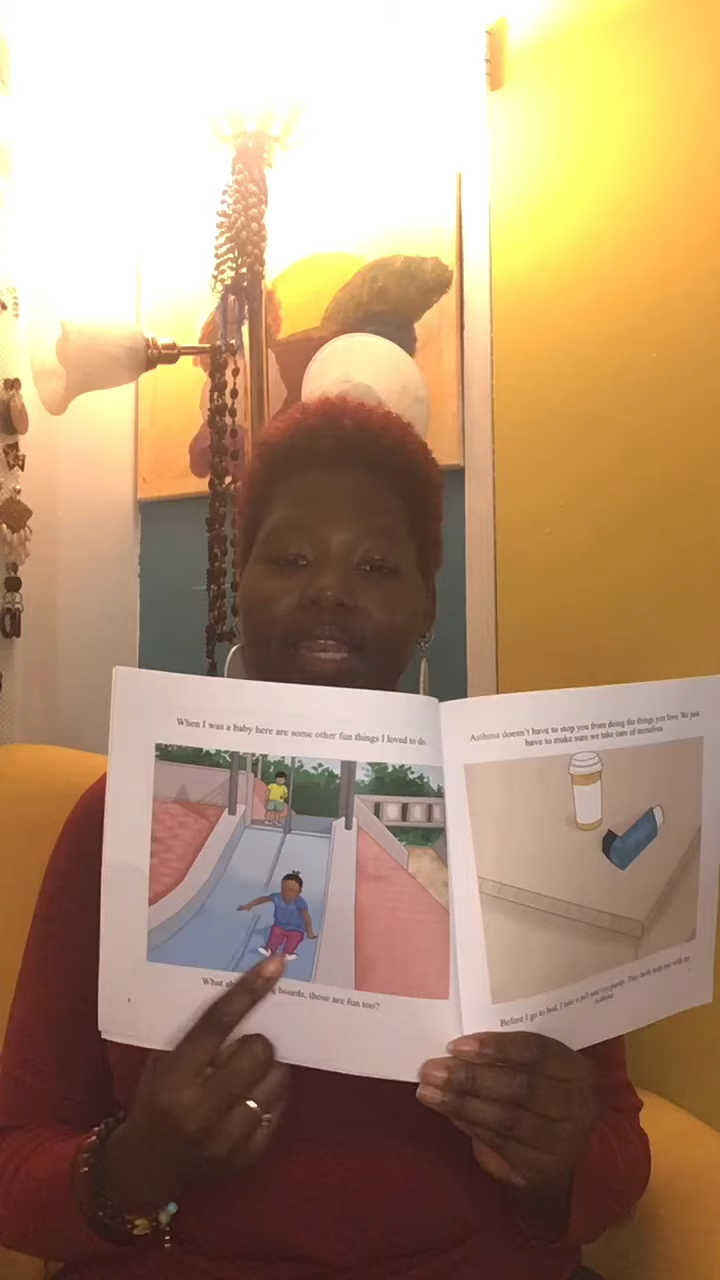 When I was a baby here are some other fun things I loved to do
What boards, those are fun too?
8
Asthma doesn't have to stop you from doing the things you love. We just
have to make sure we take care of ourselves.
Before I go to bed, I take a pill and my pump. They both help me with my
Asthma